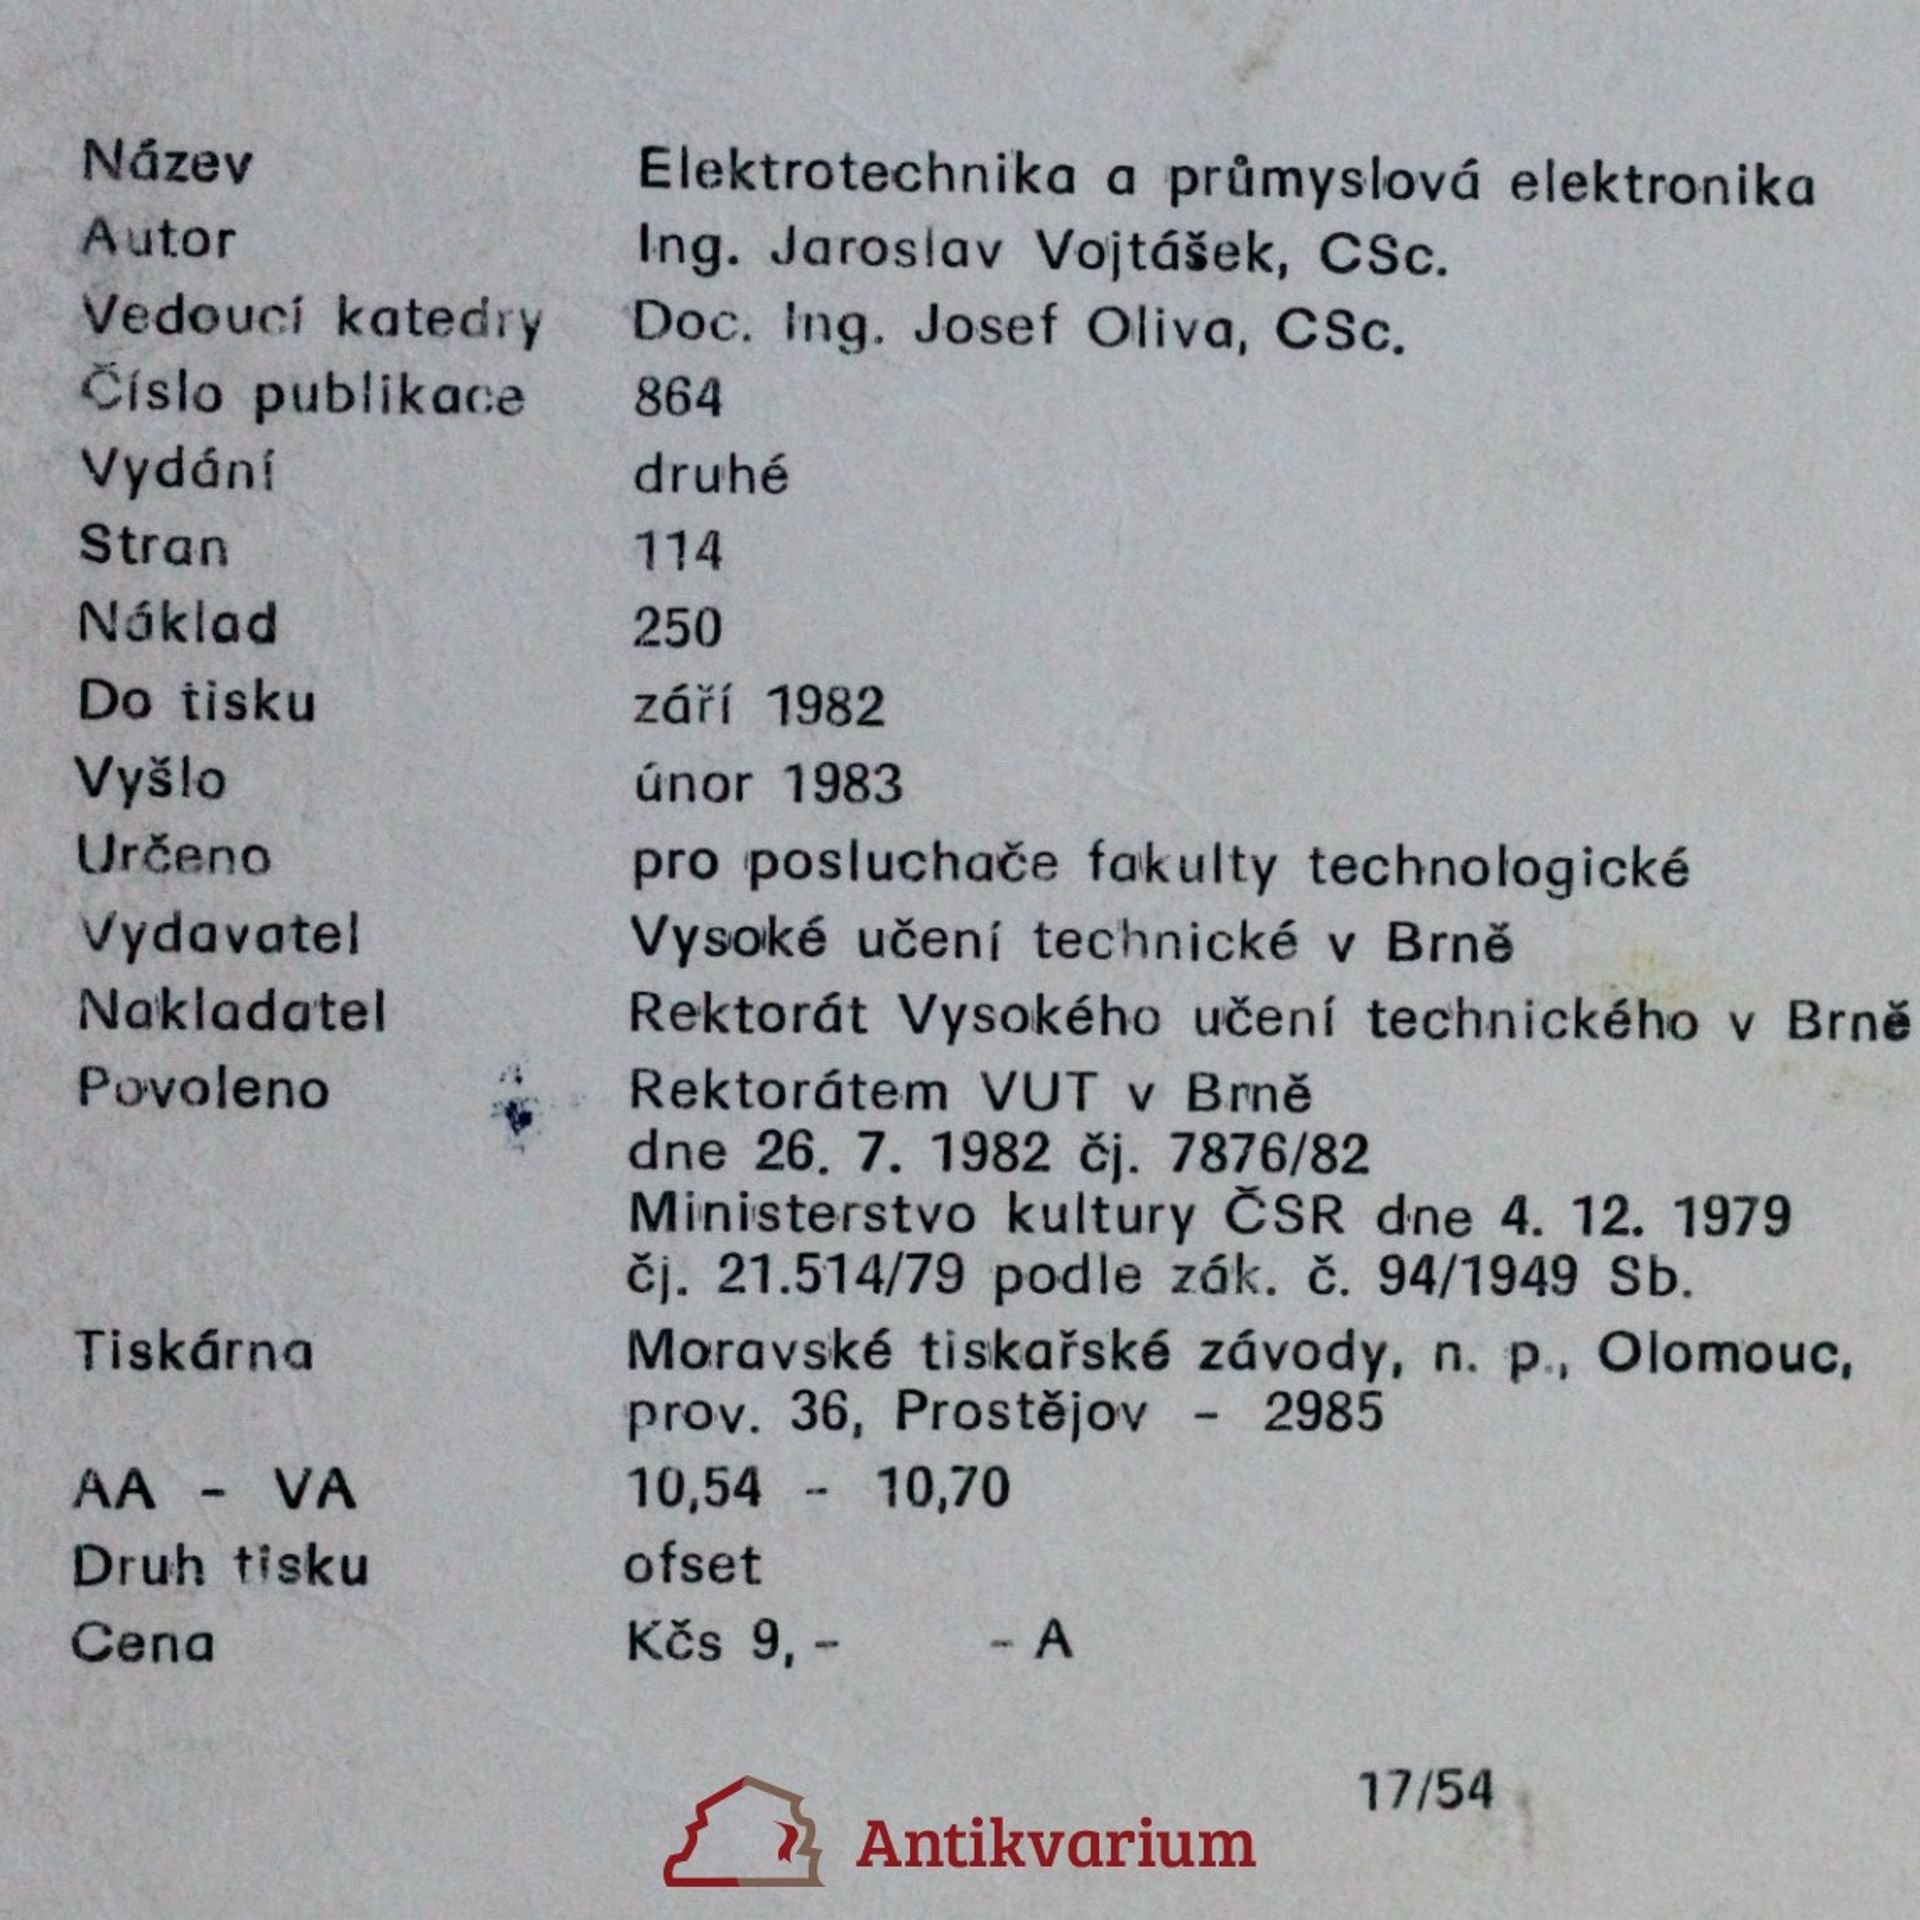 Název Elektrotechnika a průmyslová elektronika
Autor Ing. Jaroslav Vojtášek, CSc.
Vedoucí katedry Doc. Ing. Josef Oliva, CSc.
Číslo publikace 864
Vydání druhé
Stran 114
Náklad 250
Do tisku září 1982
Vyšlo únor 1983
Určeno pro posluchače fakulty technologické
Vydavatel Vysoké učení technické v Brně
Nakladatel Rektorát Vysokého učení technického v Brně
Povoleno Rektorátem VUT v Brně
dne 26. 7. 1982 čj. 7876/82
Ministerstvo kultury ČSR dne 4. 12. 1979
čj. 21.514/79 podle zák. č. 94/1949 Sb.
Tiskárna Moravské tiskařské závody, n. p., Olomouc,
prov. 36, Prostějov – 2985
AA – VA 10,54 – 10,70
Druh tisku ofset
Cena Kčs 9,– – A
17/54
Antikvarium